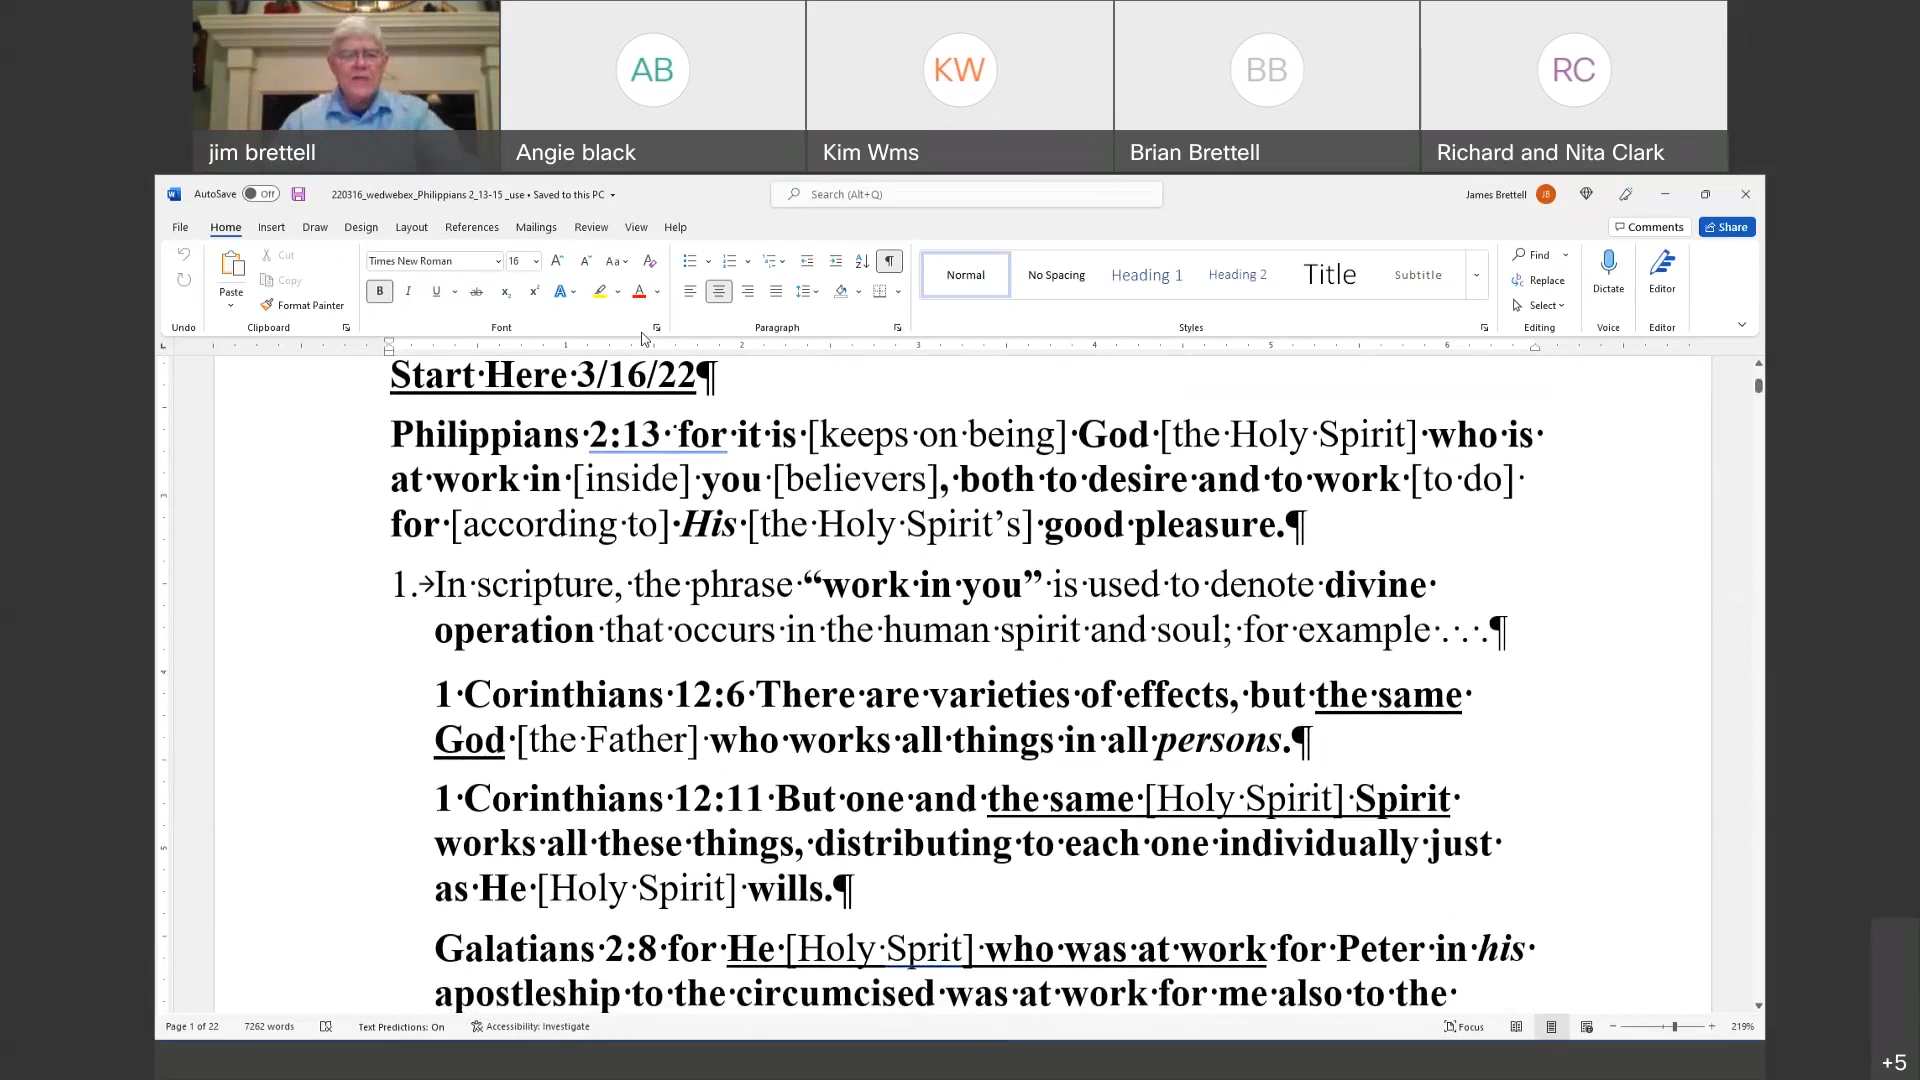 AB
KW
BB
RC
jim brettell
Angie black
Kim Wms
Brian Brettell
Richard and Nita Clark
AutoSave Off
220316_wedwebex_Philippians 2_13-15 _use • Saved to this PC
Search (Alt+Q)
James Brettell JB
File Home Insert Draw Design Layout References Mailings Review View Help
Comments Share
Paste
Cut
Copy
Format Painter
Times New Roman 16
Normal
No Spacing
Heading 1
Heading 2
Title
Subtitle
Find
Replace
Select
Dictate
Editor
Undo Clipboard Font Paragraph Styles Editing Voice Editor
1 2 3 4 5 6
Start Here 3/16/22¶
Philippians 2:13 for it is [keeps on being] God [the Holy Spirit] who is
at work in [inside] you [believers], both to desire and to work [to do]
for [according to] His [the Holy Spirit’s] good pleasure.¶
1. In scripture, the phrase “work in you” is used to denote divine
operation that occurs in the human spirit and soul; for example . . .¶
1 Corinthians 12:6 There are varieties of effects, but the same
God [the Father] who works all things in all persons.¶
1 Corinthians 12:11 But one and the same [Holy Spirit] Spirit
works all these things, distributing to each one individually just
as He [Holy Spirit] wills.¶
Galatians 2:8 for He [Holy Sprit] who was at work for Peter in his
apostleship to the circumcised was at work for me also to the
Page 1 of 22 7262 words Text Predictions: On Accessibility: Investigate
Focus 219%
+5